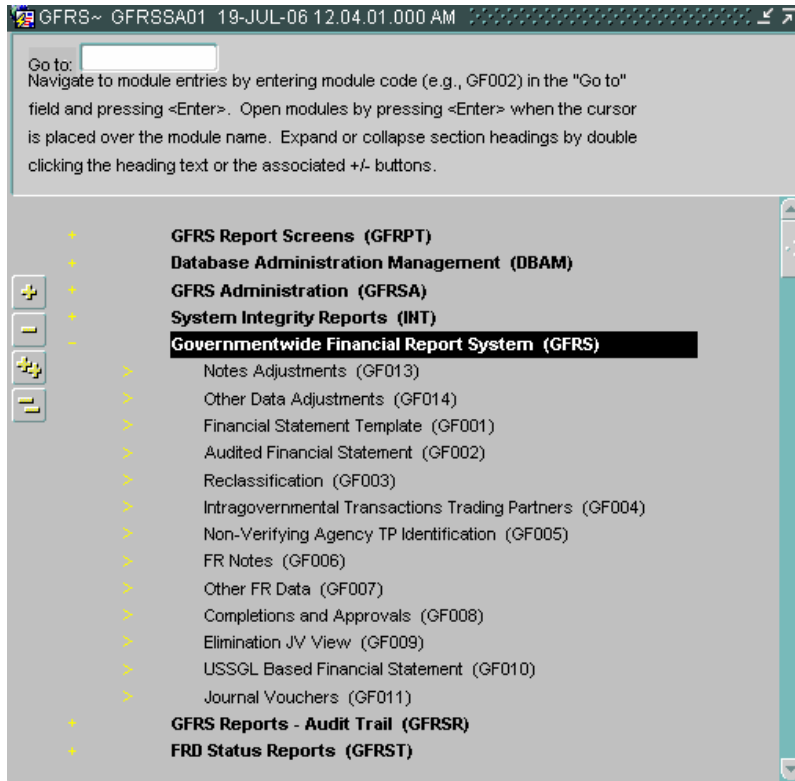 GFRS~ GFRSSA01 19-JUL-06 12.04.01.000 AM
Go to:
Navigate to module entries by entering module code (e.g., GF002) in the "Go to"
field and pressing <Enter>. Open modules by pressing <Enter> when the cursor
is placed over the module name. Expand or collapse section headings by double
clicking the heading text or the associated +/- buttons.
+ GFRS Report Screens (GFRPT)
+ Database Administration Management (DBAM)
+ GFRS Administration (GFRSA)
+ System Integrity Reports (INT)
- Governmentwide Financial Report System (GFRS)
> Notes Adjustments (GF013)
> Other Data Adjustments (GF014)
> Financial Statement Template (GF001)
> Audited Financial Statement (GF002)
> Reclassification (GF003)
> Intragovernmental Transactions Trading Partners (GF004)
> Non-Verifying Agency TP Identification (GF005)
> FR Notes (GF006)
> Other FR Data (GF007)
> Completions and Approvals (GF008)
> Elimination JV View (GF009)
> USSGL Based Financial Statement (GF010)
> Journal Vouchers (GF011)
+ GFRS Reports - Audit Trail (GFRSR)
+ FRD Status Reports (GFRST)